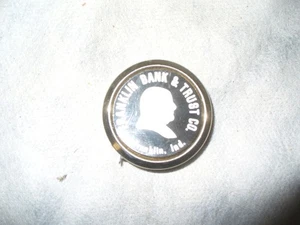 FRANKLIN BANK & TRUST CO.
Franklin, Ind.